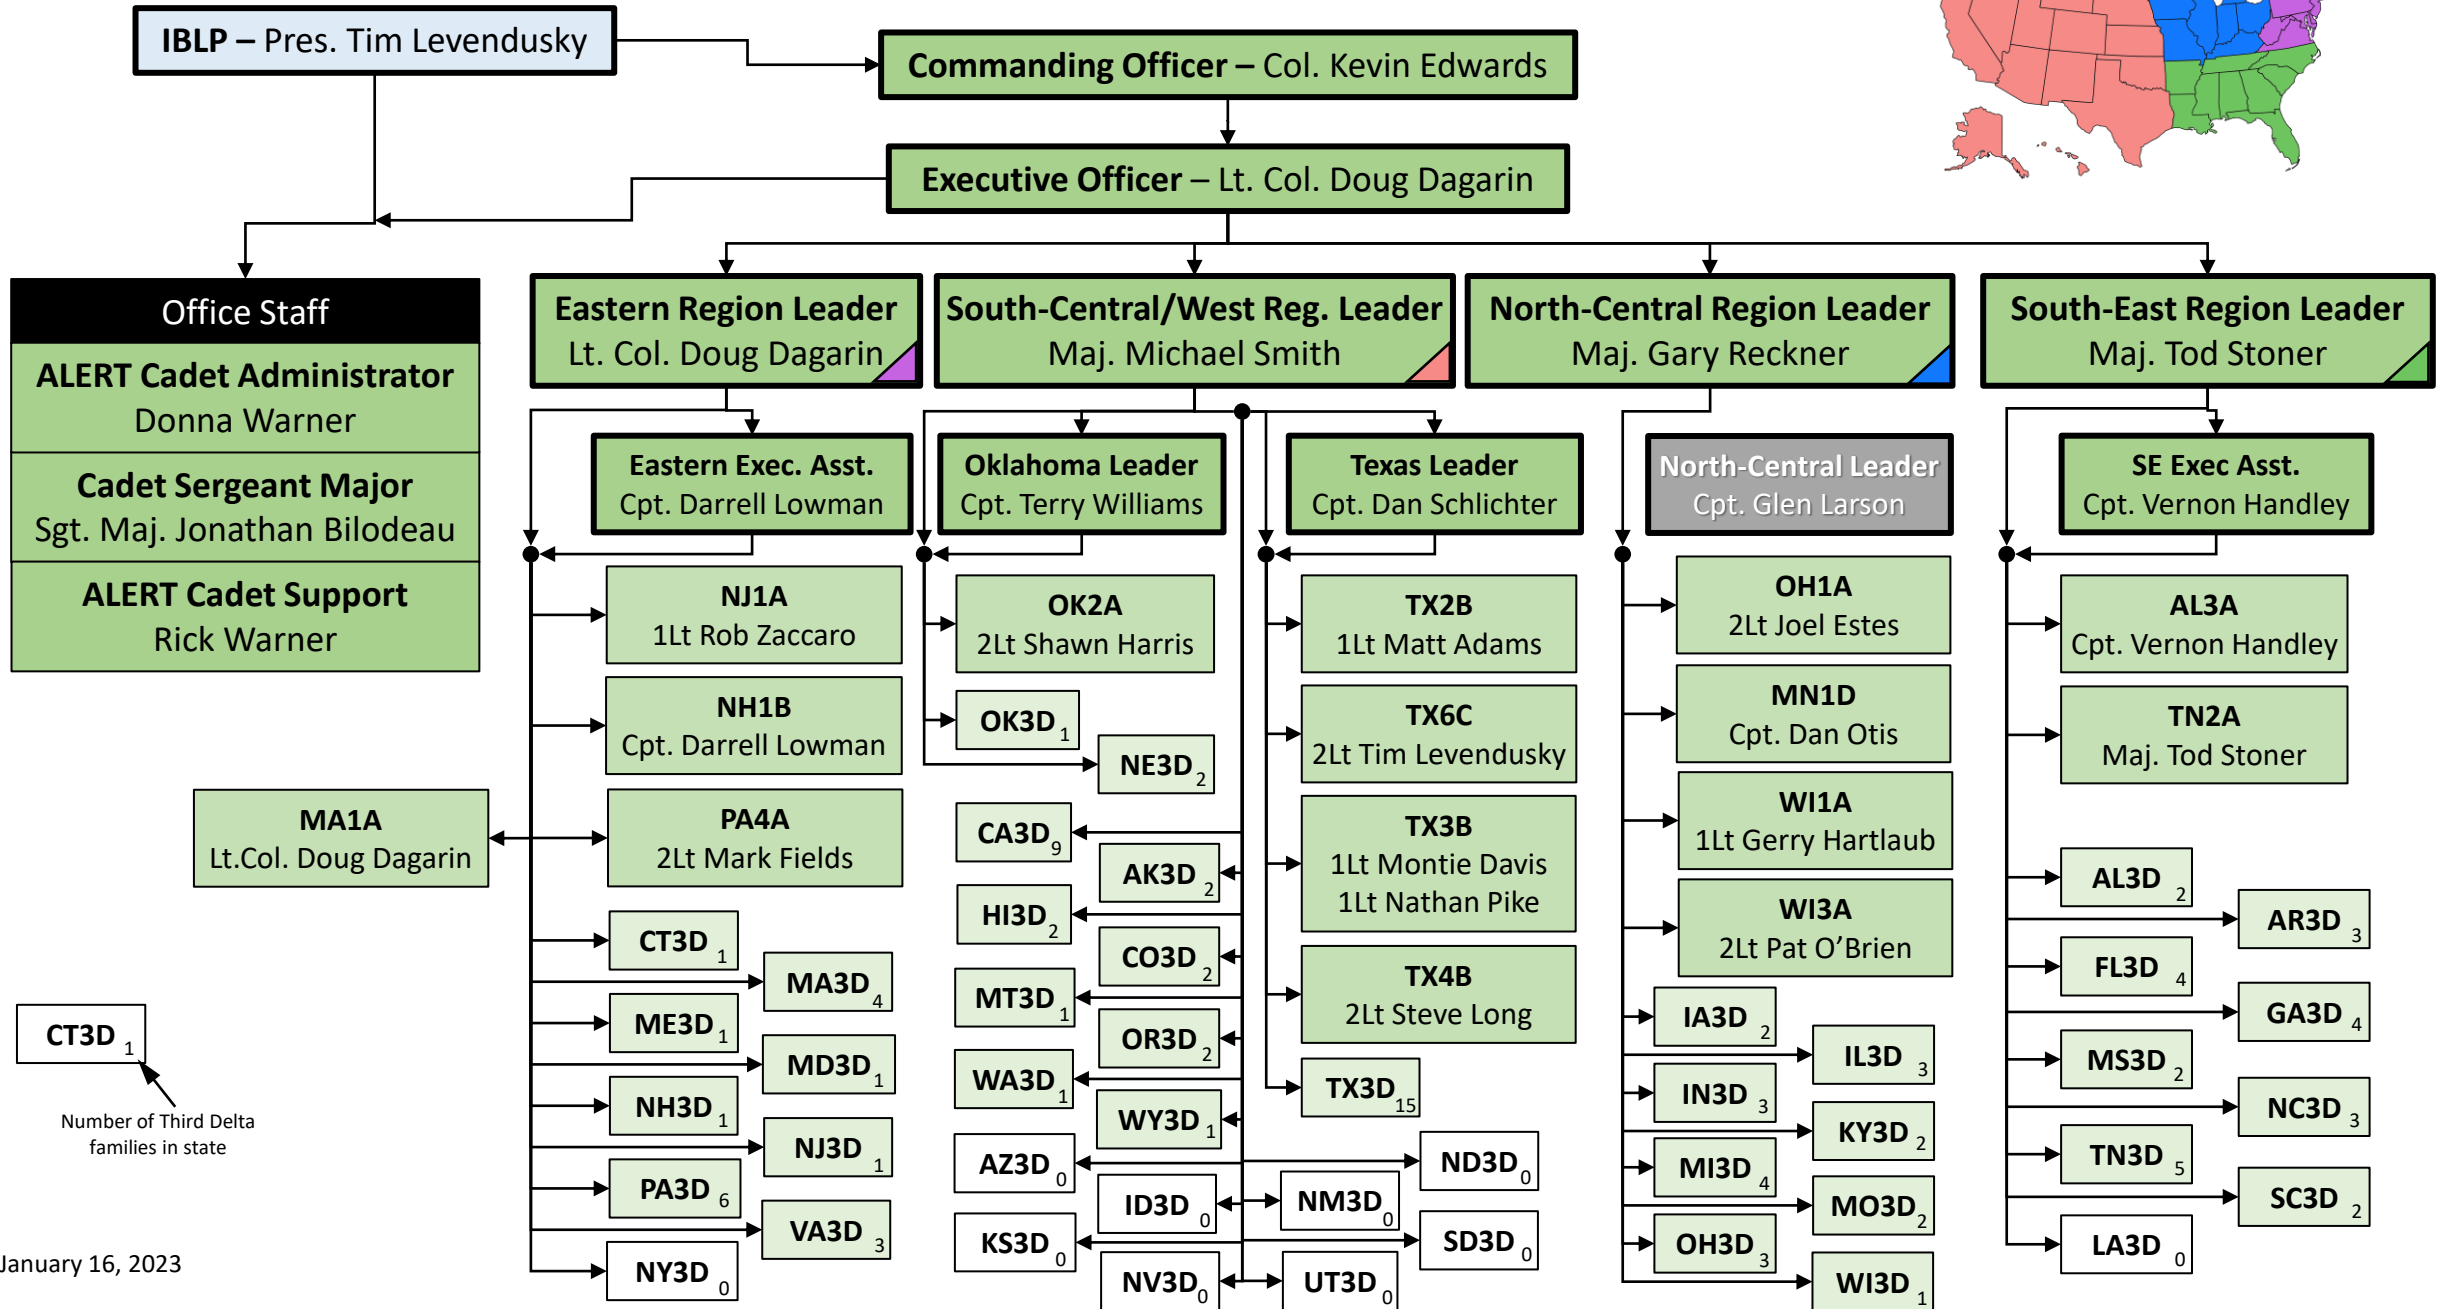 IBLP – Pres. Tim Levendusky
Commanding Officer – Col. Kevin Edwards
Executive Officer – Lt. Col. Doug Dagarin
Office Staff
ALERT Cadet Administrator
Donna Warner
Cadet Sergeant Major
Sgt. Maj. Jonathan Bilodeau
ALERT Cadet Support
Rick Warner
Eastern Region Leader
Lt. Col. Doug Dagarin
South-Central/West Reg. Leader
Maj. Michael Smith
North-Central Region Leader
Maj. Gary Reckner
South-East Region Leader
Maj. Tod Stoner
Eastern Exec. Asst.
Cpt. Darrell Lowman
Oklahoma Leader
Cpt. Terry Williams
Texas Leader
Cpt. Dan Schlichter
North-Central Leader
Cpt. Glen Larson
SE Exec Asst.
Cpt. Vernon Handley
NJ1A
1Lt Rob Zaccaro
NH1B
Cpt. Darrell Lowman
MA1A
Lt.Col. Doug Dagarin
PA4A
2Lt Mark Fields
CT3D 1
MA3D 4
ME3D 1
MD3D 1
NH3D 1
NJ3D 1
PA3D 6
VA3D 3
NY3D 0
OK2A
2Lt Shawn Harris
OK3D 1
NE3D 2
CA3D 9
AK3D 2
HI3D 2
CO3D 2
MT3D 1
OR3D 2
WA3D 1
WY3D 1
AZ3D 0
ND3D 0
ID3D 0
NM3D 0
KS3D 0
SD3D 0
NV3D 0
UT3D 0
TX2B
1Lt Matt Adams
TX6C
2Lt Tim Levendusky
TX3B
1Lt Montie Davis
1Lt Nathan Pike
TX4B
2Lt Steve Long
TX3D 15
OH1A
2Lt Joel Estes
MN1D
Cpt. Dan Otis
WI1A
1Lt Gerry Hartlaub
WI3A
2Lt Pat O’Brien
IA3D 2
IL3D 3
IN3D 3
KY3D 2
MI3D 4
MO3D 2
OH3D 3
WI3D 1
AL3A
Cpt. Vernon Handley
TN2A
Maj. Tod Stoner
AL3D 2
AR3D 3
FL3D 4
GA3D 4
MS3D 2
NC3D 3
TN3D 5
SC3D 2
LA3D 0
CT3D 1
Number of Third Delta
families in state
January 16, 2023